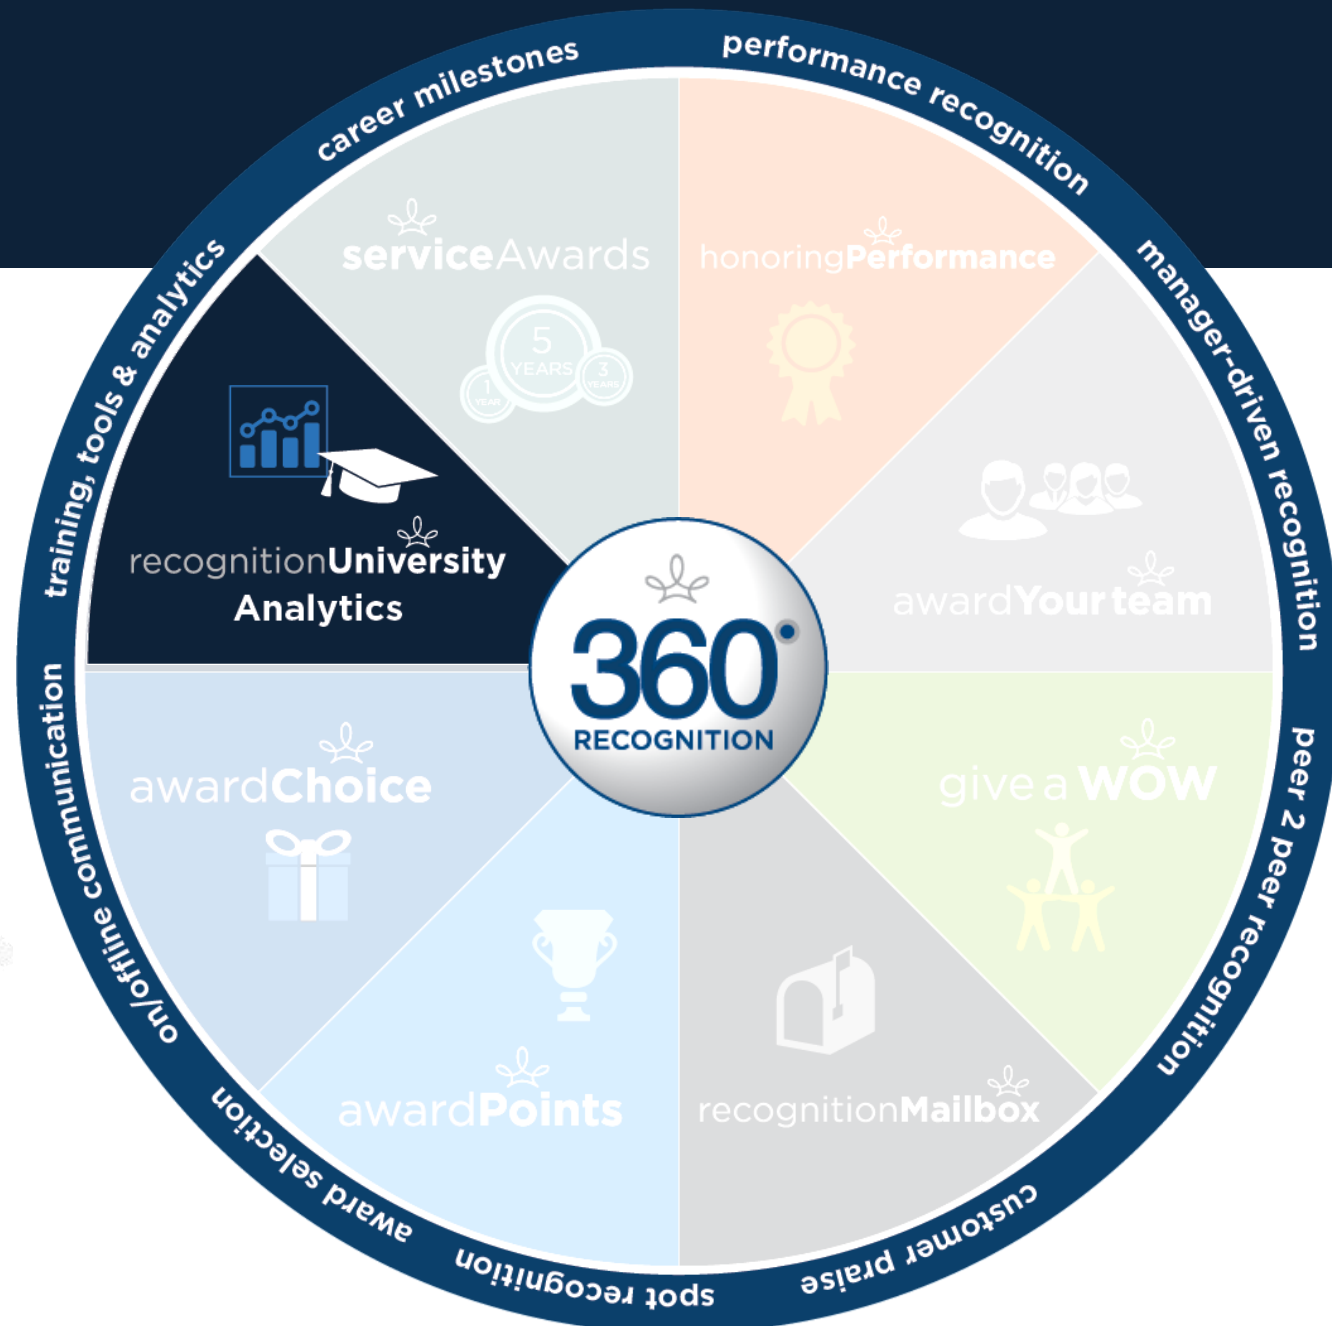 career milestones
performance recognition
manager-driven recognition
peer 2 peer recognition
customer praise
spot recognition
award selection
on/offline communication
training, tools & analytics
serviceAwards
5
YEARS
1
YEAR
3
YEARS
honoringPerformance
awardYourteam
give a WOW
recognitionMailbox
awardPoints
awardChoice
recognitionUniversity
Analytics
360°
RECOGNITION